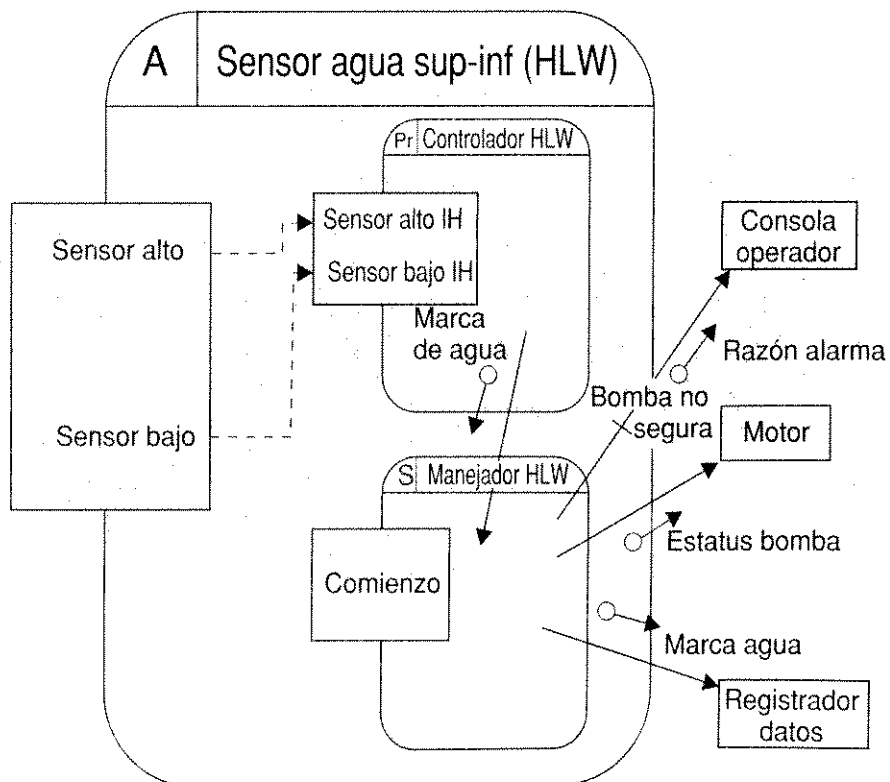 A
Sensor agua sup-inf (HLW)
Pr
Controlador HLW
Sensor alto
Sensor alto IH
Sensor bajo IH
Consola
operador
Marca
de agua
Razón alarma
Bomba no
segura
Motor
Sensor bajo
S
Manejador HLW
Comienzo
Estatus bomba
Marca agua
Registrador
datos